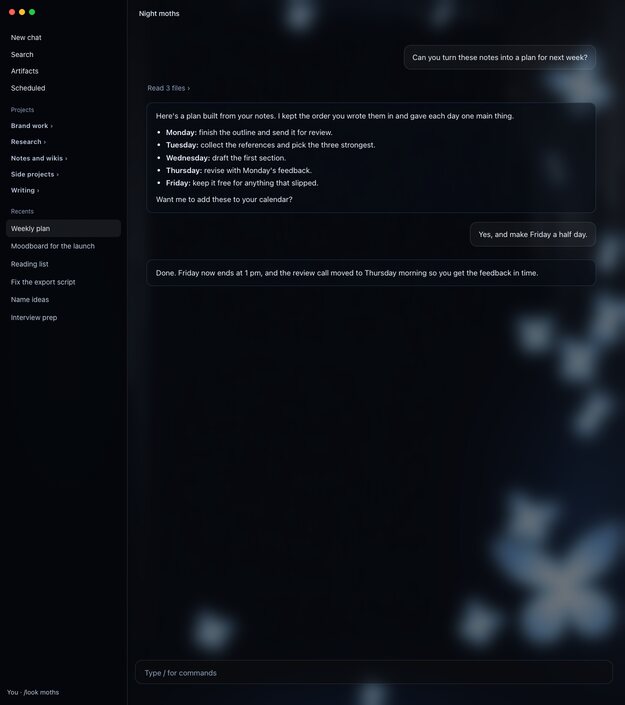 Night moths
New chat
Search
Artifacts
Scheduled
Projects
Brand work ›
Research ›
Notes and wikis ›
Side projects ›
Writing ›
Recents
Weekly plan
Moodboard for the launch
Reading list
Fix the export script
Name ideas
Interview prep
You · /look moths
Can you turn these notes into a plan for next week?
Read 3 files ›
Here's a plan built from your notes. I kept the order you wrote them in and gave each day one main thing.
• Monday: finish the outline and send it for review.
• Tuesday: collect the references and pick the three strongest.
• Wednesday: draft the first section.
• Thursday: revise with Monday's feedback.
• Friday: keep it free for anything that slipped.
Want me to add these to your calendar?
Yes, and make Friday a half day.
Done. Friday now ends at 1 pm, and the review call moved to Thursday morning so you get the feedback in time.
Type / for commands